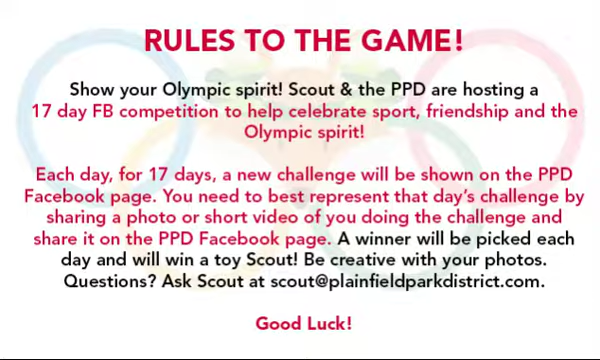 RULES TO THE GAME!
Show your Olympic spirit! Scout & the PPD are hosting a
17 day FB competition to help celebrate sport, friendship and the
Olympic spirit!
Each day, for 17 days, a new challenge will be shown on the PPD
Facebook page. You need to best represent that day's challenge by
sharing a photo or short video of you doing the challenge and
share it on the PPD Facebook page. A winner will be picked each
day and will win a toy Scout! Be creative with your photos.
Questions? Ask Scout at scout@plainfieldparkdistrict.com.
Good Luck!